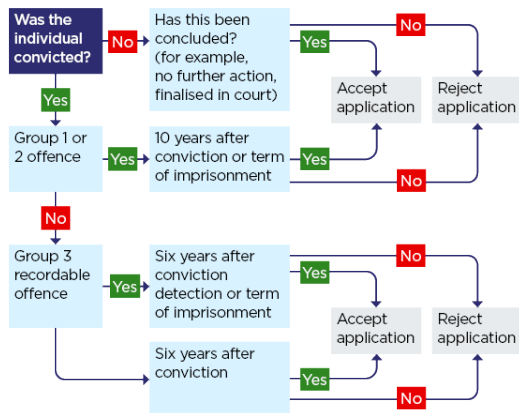 Was the
individual
convicted?
No
Has this been
concluded?
(for example,
no further action,
finalised in court)
No
Yes
Accept
application
Reject
application
Yes
Group 1 or
2 offence
Yes
10 years after
conviction or term
of imprisonment
Yes
No
No
Group 3
recordable
offence
Yes
Six years after
conviction
detection or term
of imprisonment
No
Yes
Accept
application
Reject
application
Six years after
conviction
Yes
No